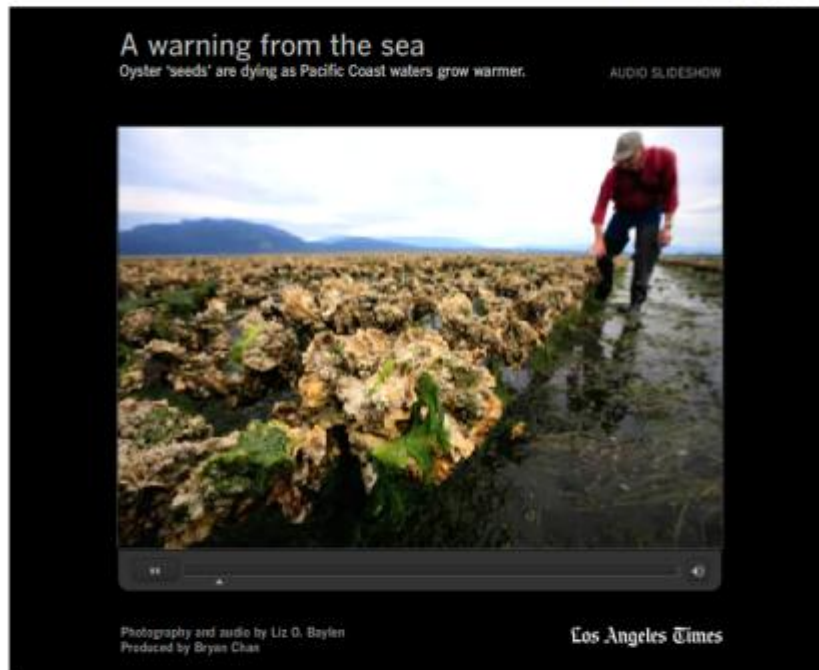 A warning from the sea
Oyster 'seeds' are dying as Pacific Coast waters grow warmer.
AUDIO SLIDESHOW
Photography and audio by Liz O. Baylen
Produced by Bryan Chan
Los Angeles Times